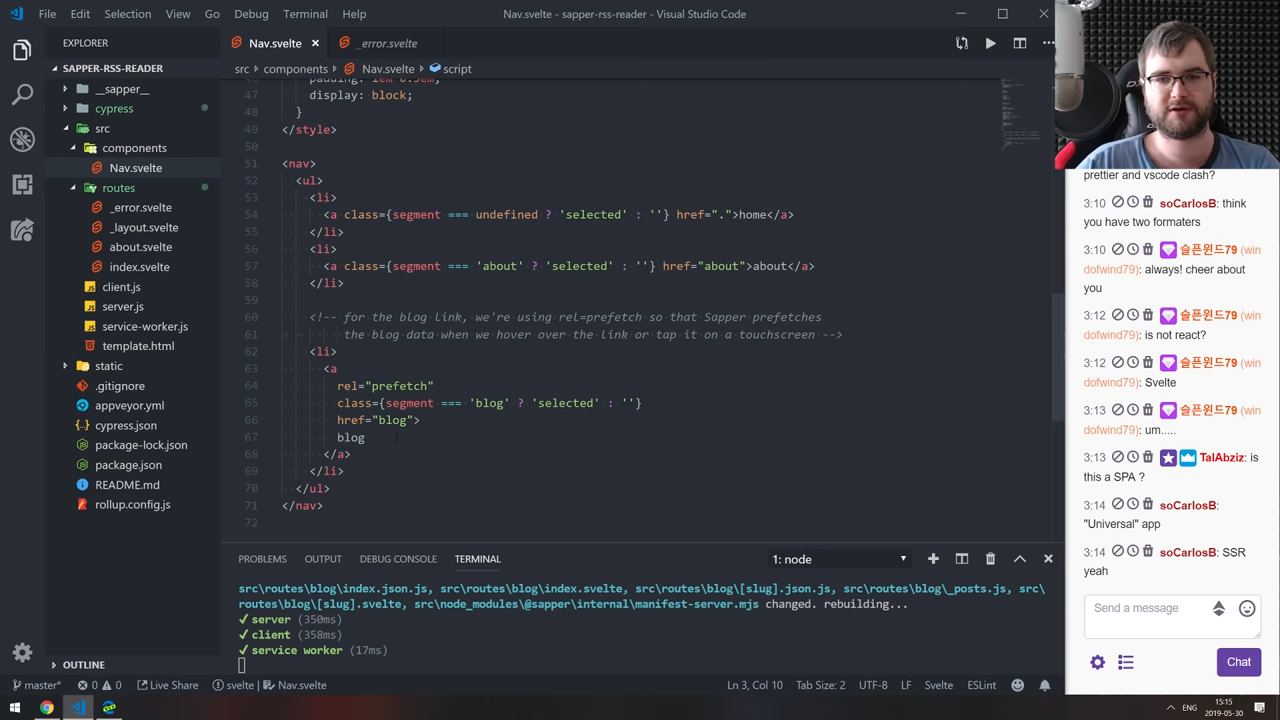 File Edit Selection View Go Debug Terminal Help
Nav.svelte - sapper-rss-reader - Visual Studio Code
EXPLORER
SAPPER-RSS-READER
__sapper__
cypress
src
components
Nav.svelte
routes
_error.svelte
_layout.svelte
about.svelte
index.svelte
client.js
server.js
service-worker.js
template.html
static
.gitignore
appveyor.yml
cypress.json
package-lock.json
package.json
README.md
rollup.config.js
OUTLINE
Nav.svelte
_error.svelte
src > components > Nav.svelte > script
47 display: block;
48 }
49 </style>
50
51 <nav>
52 <ul>
53 <li>
54 <a class={segment === undefined ? 'selected' : ''} href=".">home</a>
55 </li>
56 <li>
57 <a class={segment === 'about' ? 'selected' : ''} href="about">about</a>
58 </li>
59
60 <!-- for the blog link, we're using rel=prefetch so that Sapper prefetches
61 the blog data when we hover over the link or tap it on a touchscreen -->
62 <li>
63 <a
64 rel="prefetch"
65 class={segment === 'blog' ? 'selected' : ''}
66 href="blog">
67 blog
68 </a>
69 </li>
70 </ul>
71 </nav>
72
PROBLEMS OUTPUT DEBUG CONSOLE TERMINAL
1: node
src\routes\blog\index.json.js, src\routes\blog\index.svelte, src\routes\blog\[slug].json.js, src\routes\blog\_posts.js, src\
routes\blog\[slug].svelte, src\node_modules\@sapper\internal\manifest-server.mjs changed. rebuilding...
✔ server (350ms)
✔ client (358ms)
✔ service worker (17ms)
master*
0
0
Live Share
svelte | Nav.svelte
Ln 3, Col 10
Tab Size: 2
UTF-8
LF
Svelte
ESLint
prettier and vscode clash?
3:10 soCarlosB: think
you have two formaters
3:10 슬픈윈드79 (win
dofwind79): always! cheer about
you
3:12 슬픈윈드79 (win
dofwind79): is not react?
3:12 슬픈윈드79 (win
dofwind79): Svelte
3:13 슬픈윈드79 (win
dofwind79): um.....
3:13 TalAbziz: is
this a SPA ?
3:14 soCarlosB:
"Universal" app
3:14 soCarlosB: SSR
yeah
Send a message
Chat
ENG
15:15
2019-05-30